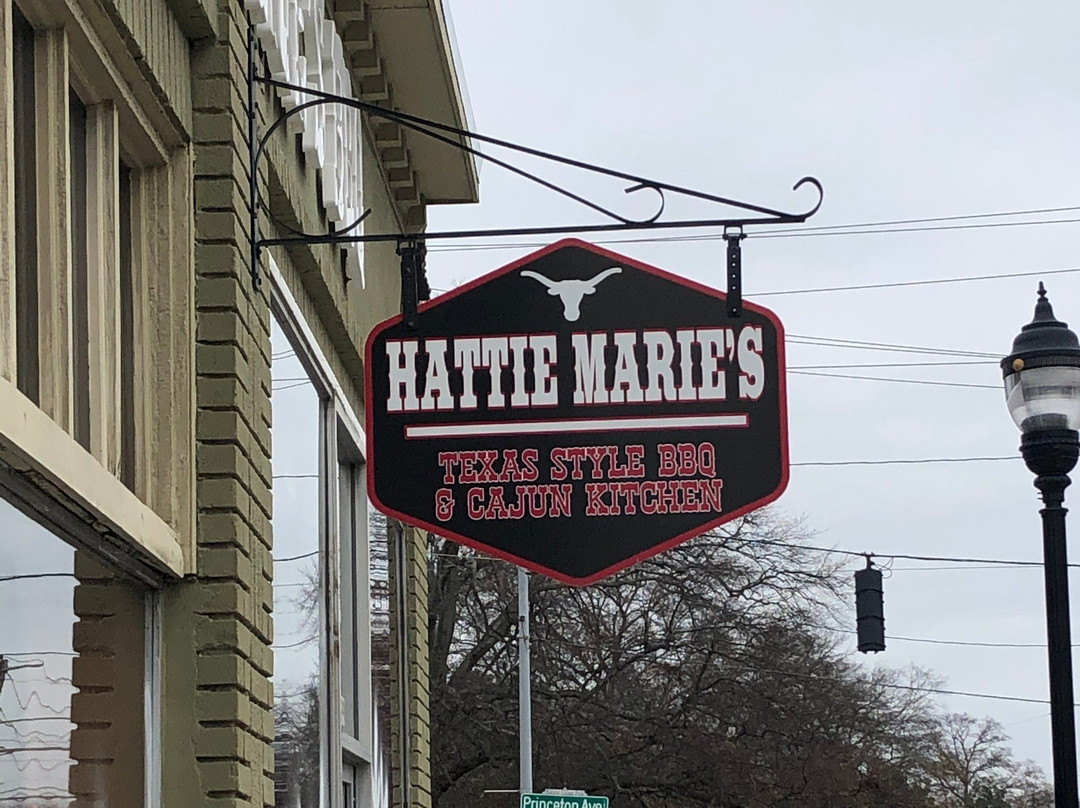 HATTIE MARIE'S
TEXAS STYLE BBQ
& CAJUN KITCHEN
Princeton Ave